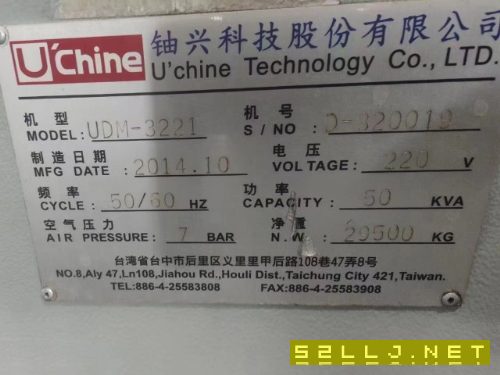 U'Chine 铀兴科技股份有限公司
U'chine Technology Co., LTD.
机型 机号
MODEL: UDM-3221 S/NO: D-320019
制造日期 电压
MFG DATE: 2014.10 VOLTAGE: 220 V
频率 功率
CYCLE: 50/60 HZ CAPACITY: 50 KVA
空气压力 净重
AIR PRESSURE: 7 BAR N.W.: 29500 KG
台湾省台中市后里区义里里甲后路108巷47弄8号
NO.8,Aly 47,Ln108,Jiahou Rd.,Houli Dist.,Taichung City 421,Taiwan.
TEL:886-4-25583808 FAX:886-4-25583908
52LLJ.NET